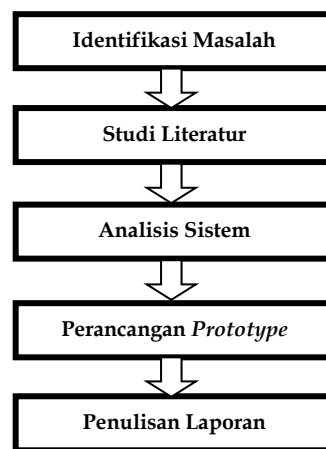 Identifikasi Masalah
Studi Literatur
Analisis Sistem
Perancangan Prototype
Penulisan Laporan